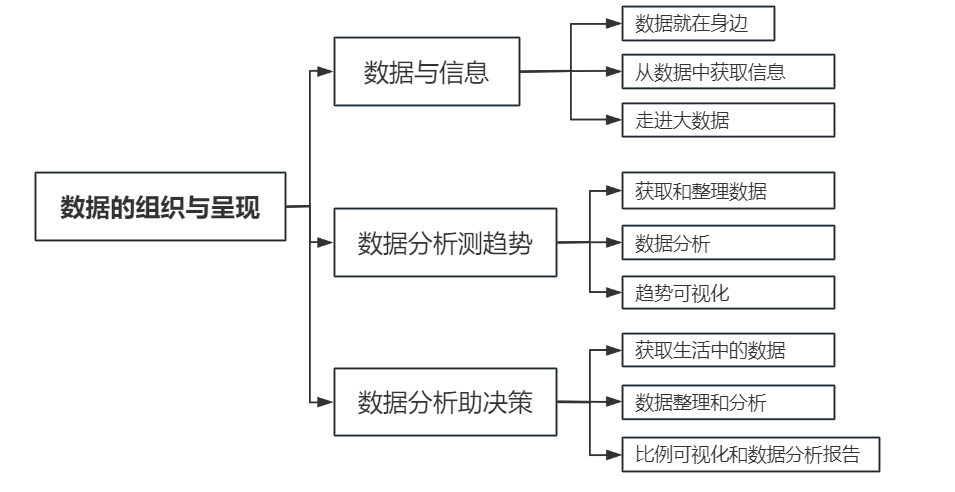 数据的组织与呈现
数据与信息
数据就在身边
从数据中获取信息
走进大数据
数据分析测趋势
获取和整理数据
数据分析
趋势可视化
数据分析助决策
获取生活中的数据
数据整理和分析
比例可视化和数据分析报告